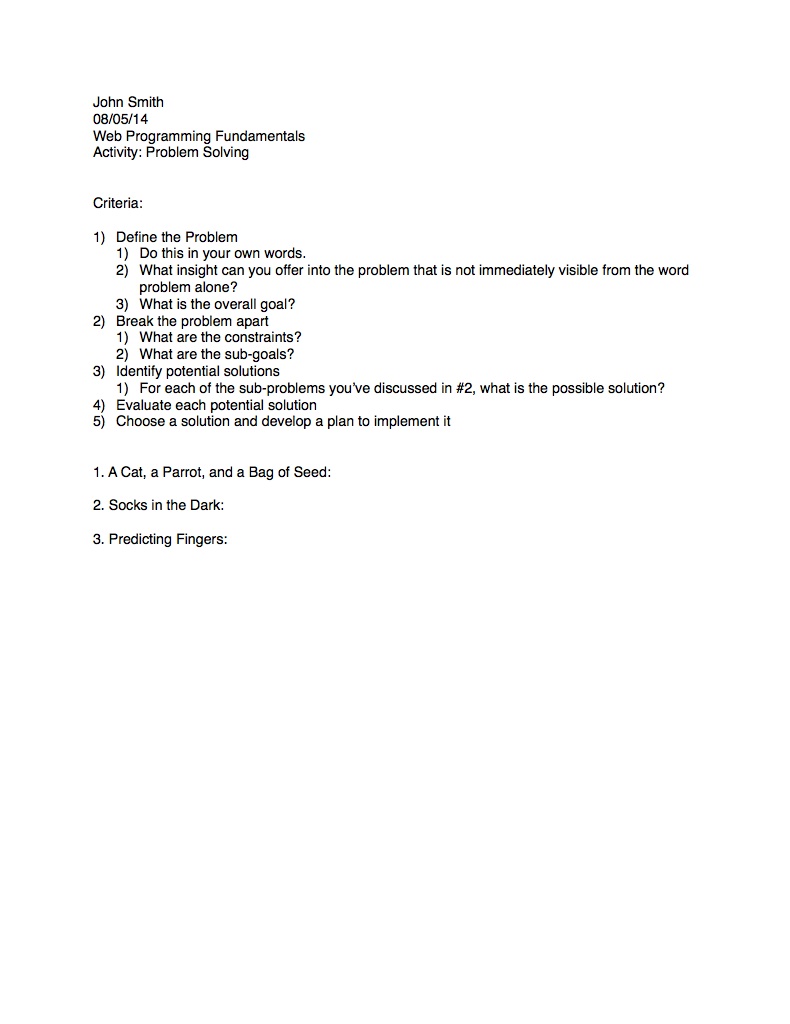 John Smith
08/05/14
Web Programming Fundamentals
Activity: Problem Solving
Criteria:
1) Define the Problem
1) Do this in your own words.
2) What insight can you offer into the problem that is not immediately visible from the word
problem alone?
3) What is the overall goal?
2) Break the problem apart
1) What are the constraints?
2) What are the sub-goals?
3) Identify potential solutions
1) For each of the sub-problems you’ve discussed in #2, what is the possible solution?
4) Evaluate each potential solution
5) Choose a solution and develop a plan to implement it
1. A Cat, a Parrot, and a Bag of Seed:
2. Socks in the Dark:
3. Predicting Fingers: